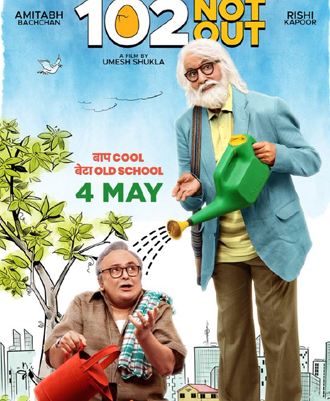 AMITABH
BACHCHAN
RISHI
KAPOOR
102 NOT
OUT
A FILM BY
UMESH SHUKLA
बाप COOL
बेटा OLD SCHOOL
4 MAY